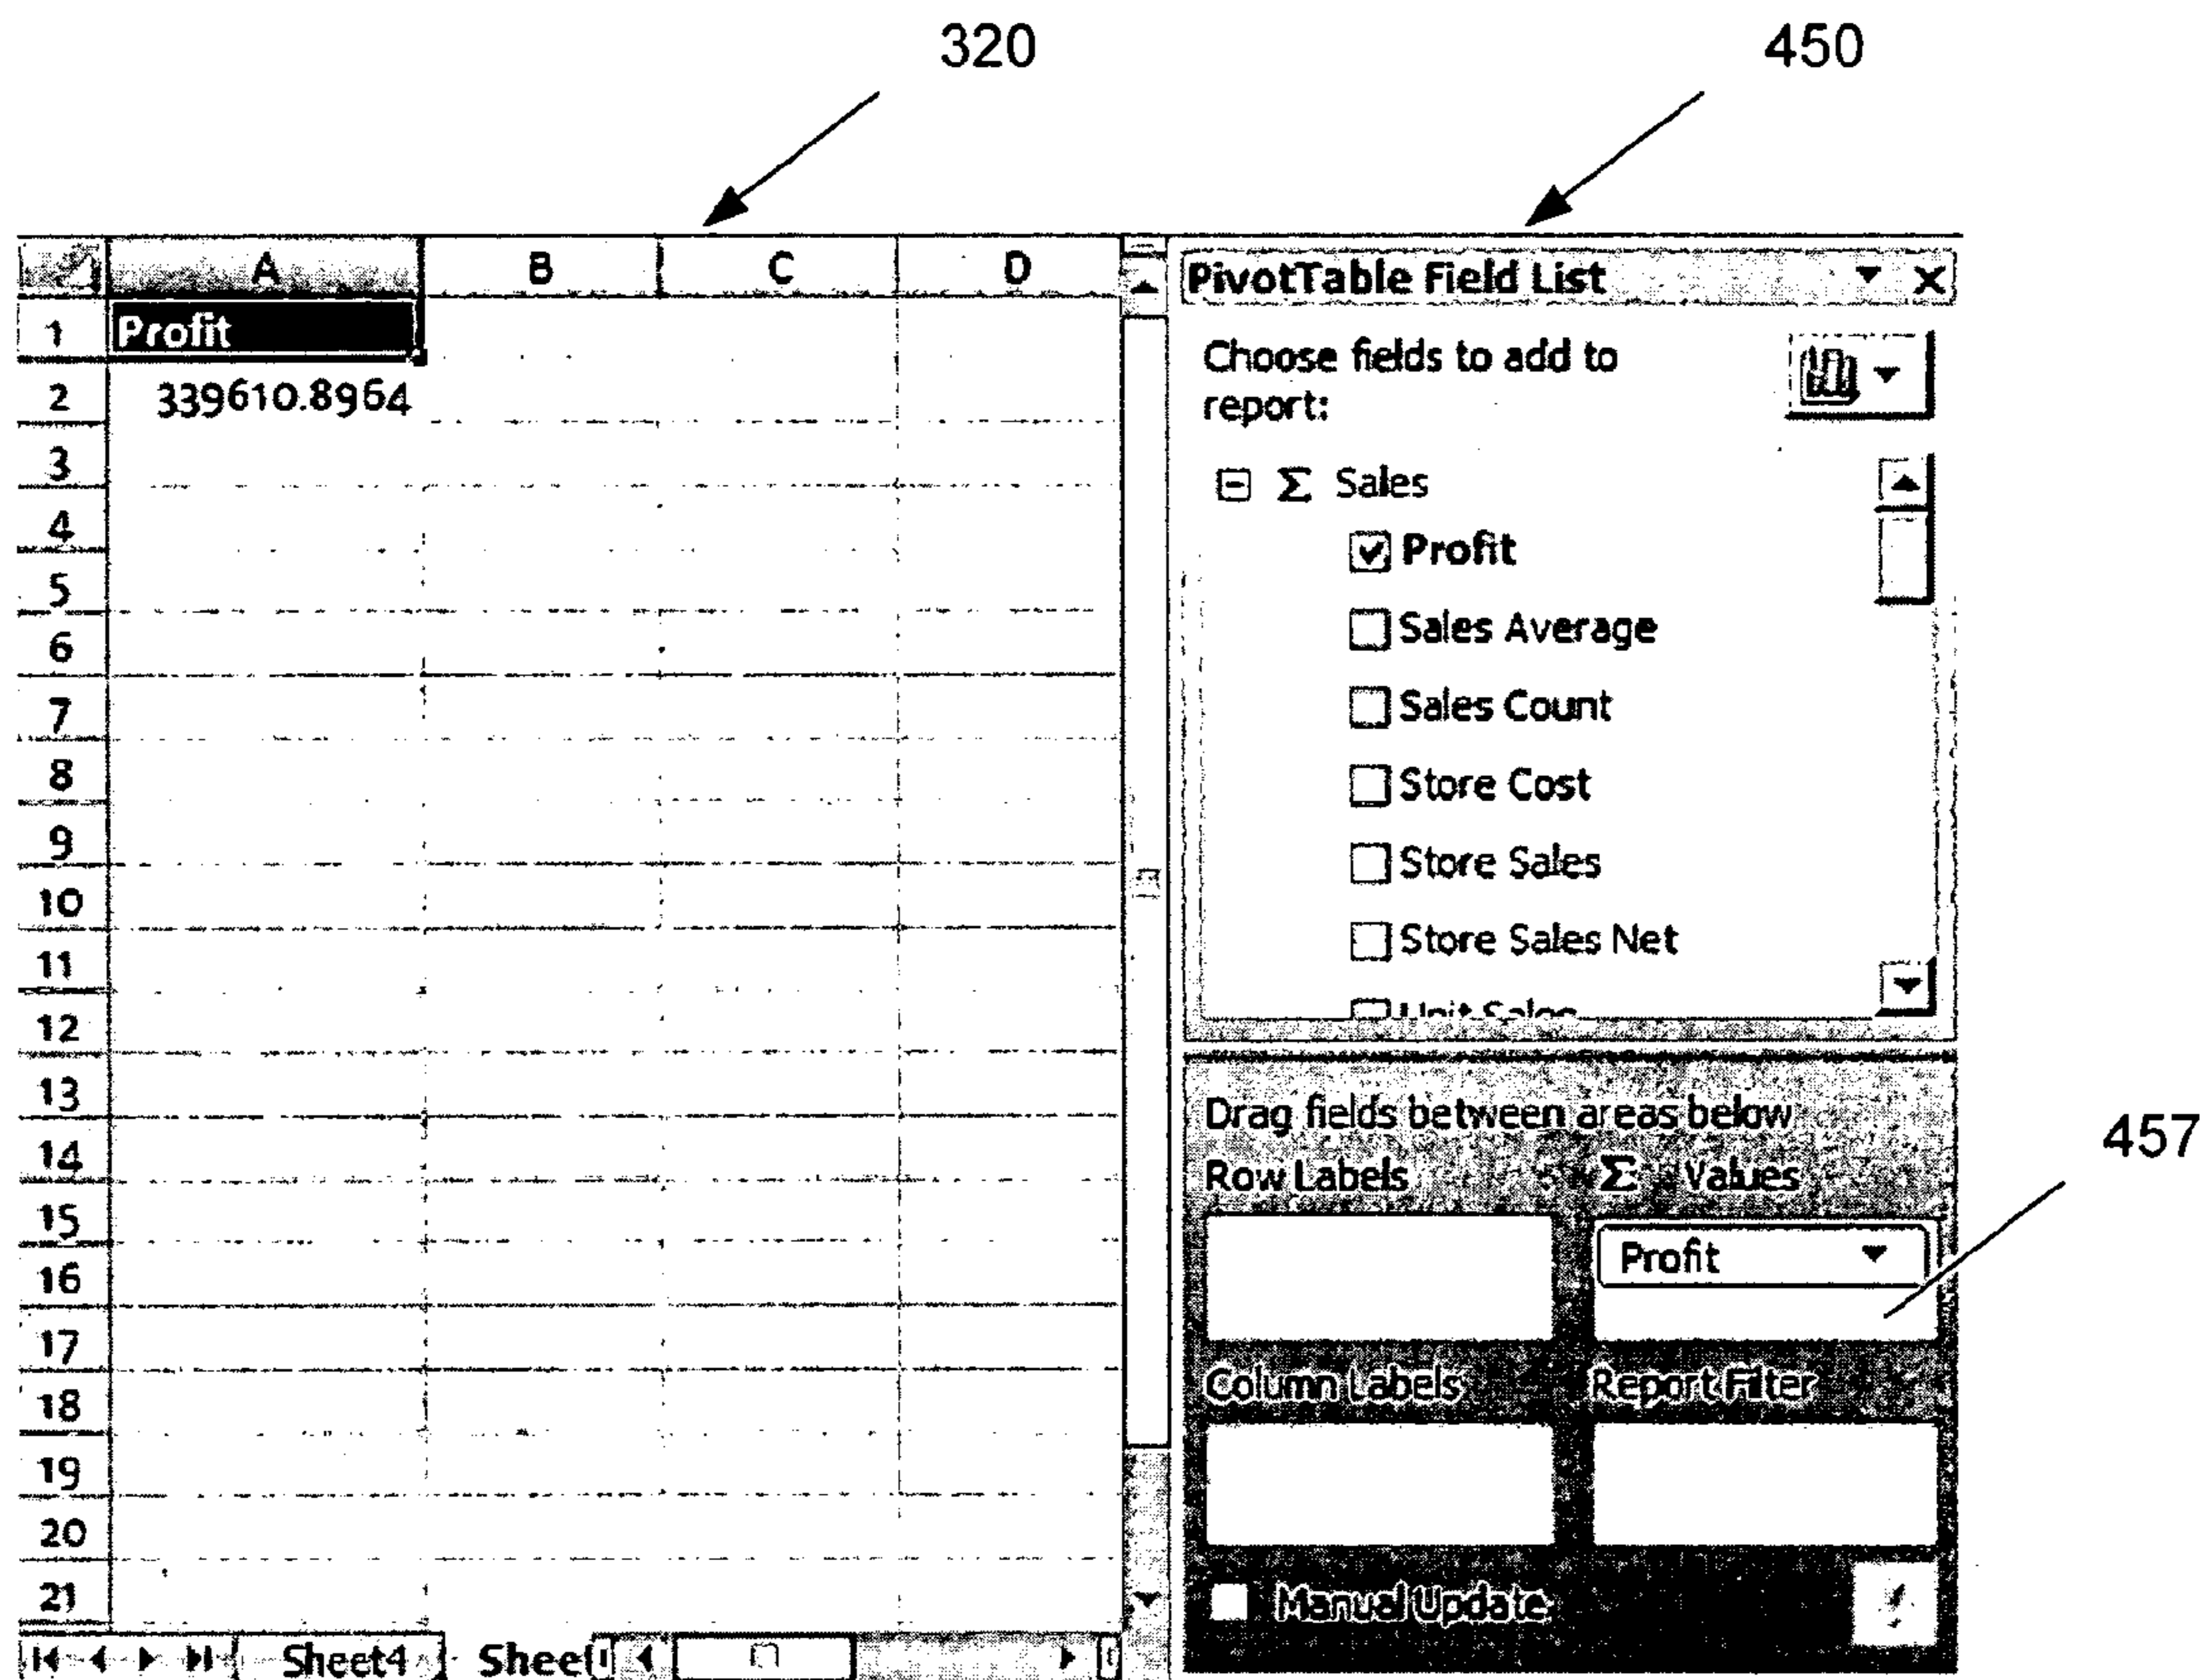 320
450
A B C D
1 Profit
2 339610.8964
3
4
5
6
7
8
9
10
11
12
13
14
15
16
17
18
19
20
21
Sheet4
PivotTable Field List
Choose fields to add to
report:
Σ Sales
Profit
Sales Average
Sales Count
Store Cost
Store Sales
Store Sales Net
Unit Sales
Drag fields between areas below
Row Labels Σ Values
Profit
457
Column Labels Report Filter
Manual Update